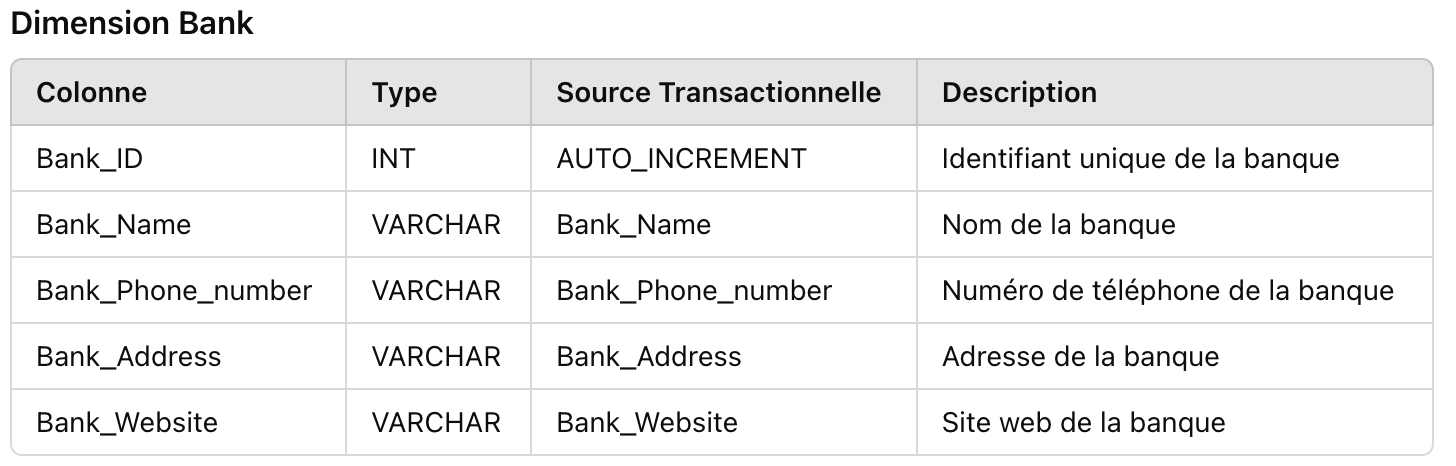 Dimension Bank
Colonne Type Source Transactionnelle Description
Bank_ID INT AUTO_INCREMENT Identifiant unique de la banque
Bank_Name VARCHAR Bank_Name Nom de la banque
Bank_Phone_number VARCHAR Bank_Phone_number Numéro de téléphone de la banque
Bank_Address VARCHAR Bank_Address Adresse de la banque
Bank_Website VARCHAR Bank_Website Site web de la banque